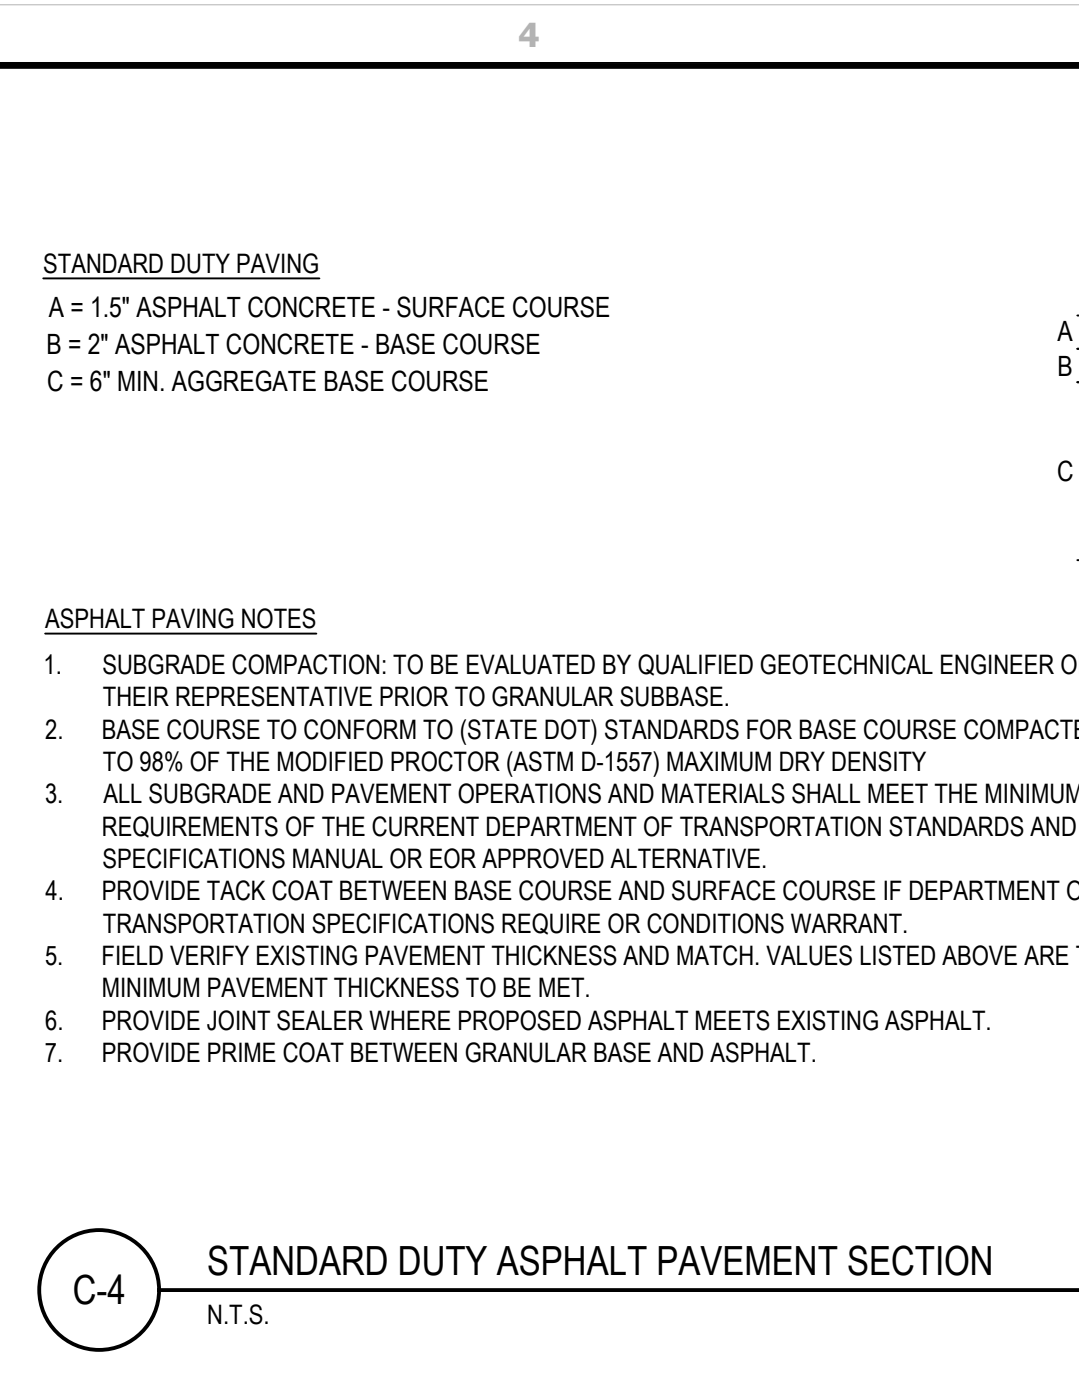 4
STANDARD DUTY PAVING
A = 1.5" ASPHALT CONCRETE - SURFACE COURSE
B = 2" ASPHALT CONCRETE - BASE COURSE
C = 6" MIN. AGGREGATE BASE COURSE
A
B
C
ASPHALT PAVING NOTES
1. SUBGRADE COMPACTION: TO BE EVALUATED BY QUALIFIED GEOTECHNICAL ENGINEER
THEIR REPRESENTATIVE PRIOR TO GRANULAR SUBBASE.
2. BASE COURSE TO CONFORM TO (STATE DOT) STANDARDS FOR BASE COURSE
TO 98% OF THE MODIFIED PROCTOR (ASTM D-1557) MAXIMUM DRY DENSITY
3. ALL SUBGRADE AND PAVEMENT OPERATIONS AND MATERIALS SHALL MEET THE MINIMUM
REQUIREMENTS OF THE CURRENT DEPARTMENT OF TRANSPORTATION STANDARDS AND
SPECIFICATIONS MANUAL OR EOR APPROVED ALTERNATIVE.
4. PROVIDE TACK COAT BETWEEN BASE COURSE AND SURFACE COURSE IF DEPARTMENT
TRANSPORTATION SPECIFICATIONS REQUIRE OR CONDITIONS WARRANT.
5. FIELD VERIFY EXISTING PAVEMENT THICKNESS AND MATCH. VALUES LISTED ABOVE ARE
MINIMUM PAVEMENT THICKNESS TO BE MET.
6. PROVIDE JOINT SEALER WHERE PROPOSED ASPHALT MEETS EXISTING ASPHALT.
7. PROVIDE PRIME COAT BETWEEN GRANULAR BASE AND ASPHALT.
C-4
STANDARD DUTY ASPHALT PAVEMENT SECTION
N.T.S.